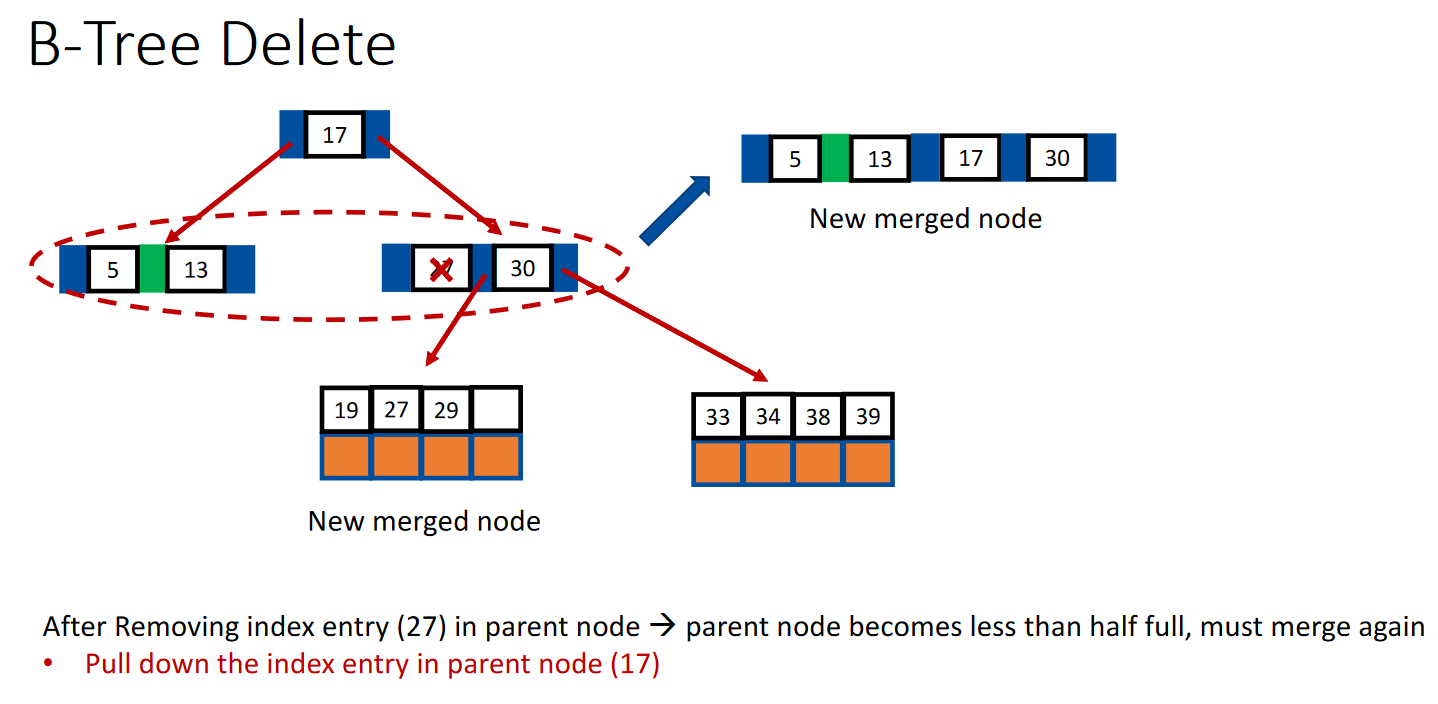 B-Tree Delete
17
5 13 17 30
New merged node
5 13
27 30
19 27 29
33 34 38 39
New merged node
After Removing index entry (27) in parent node → parent node becomes less than half full, must merge again
• Pull down the index entry in parent node (17)